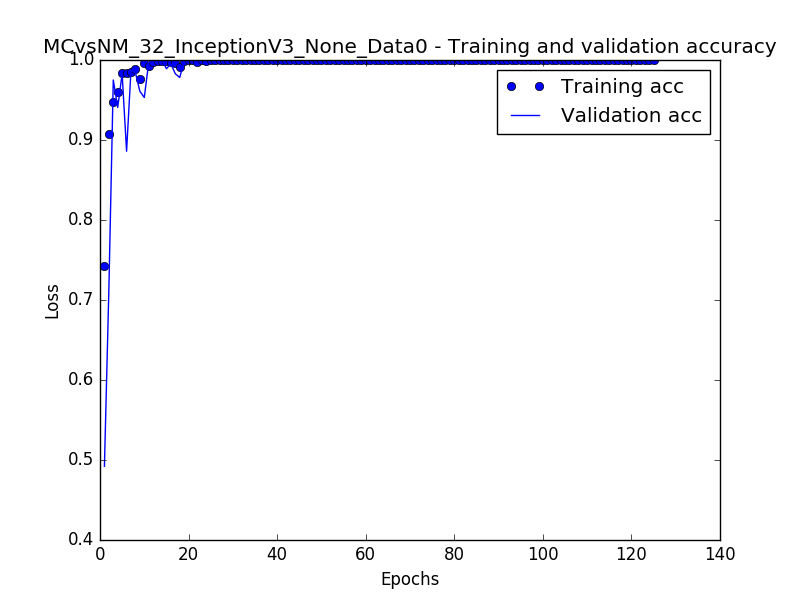 MCvsNM_32_InceptionV3_None_Data0 - Training and validation accuracy
1.0
0.9
0.8
0.7
0.6
0.5
0.4
Loss
Training acc
Validation acc
0 20 40 60 80 100 120 140
Epochs